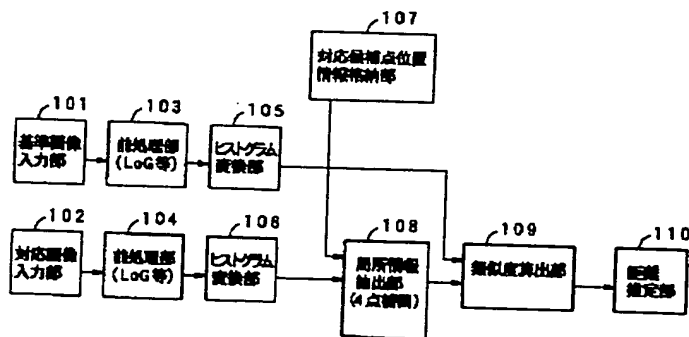 107
対応候補点位置
情報格納部
101
基準画像
入力部
103
前処理部
(LoG等)
105
ヒストグラム
変換部
102
対応画像
入力部
104
前処理部
(LoG等)
106
ヒストグラム
変換部
108
局所情報
抽出部
(4点補間)
109
類似度算出部
110
距離
推定部